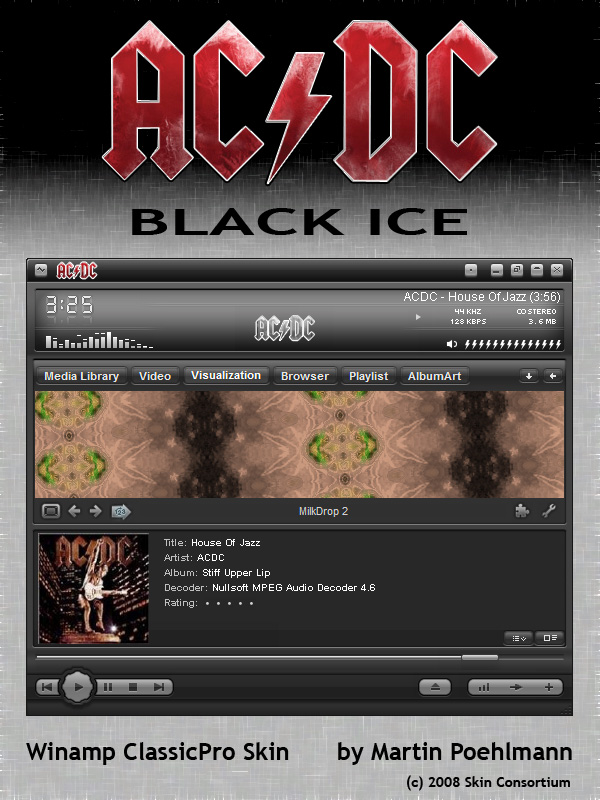 AC⚡DC
BLACK ICE
AC⚡DC
3:25
ACDC - House Of Jazz (3:56)
44 KHZ CO STEREO
128 KBPS 3.6 MB
AC⚡DC
Media Library Video Visualization Browser Playlist AlbumArt
123
MilkDrop 2
AC DC
Title: House Of Jazz
Artist: ACDC
Album: Stiff Upper Lip
Decoder: Nullsoft MPEG Audio Decoder 4.6
Rating:
Winamp ClassicPro Skin by Martin Poehlmann
(c) 2008 Skin Consortium